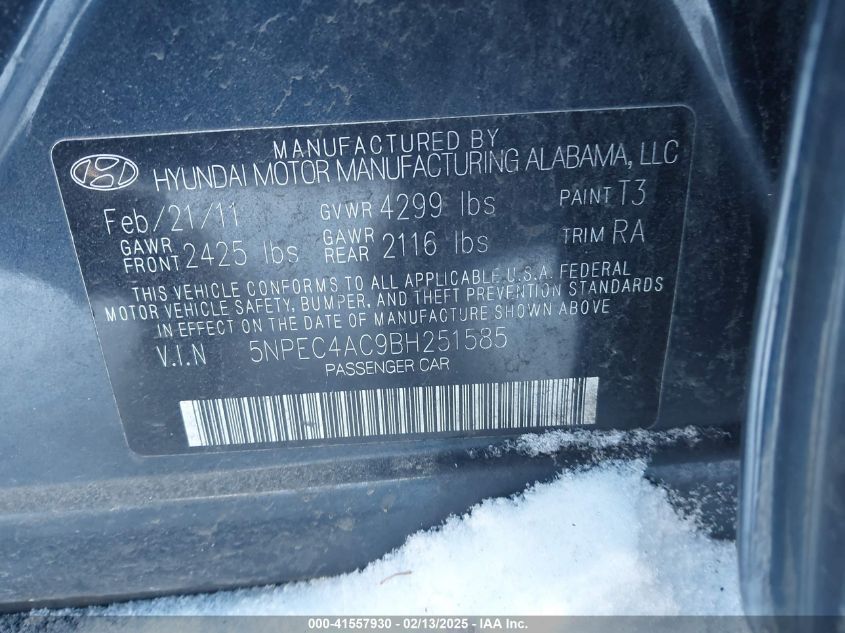 MANUFACTURED BY
HYUNDAI MOTOR MANUFACTURING ALABAMA, LLC
Feb/21/11 GVWR 4299 lbs PAINT T3
GAWR FRONT 2425 lbs GAWR REAR 2116 lbs TRIM RA
THIS VEHICLE CONFORMS TO ALL APPLICABLE U.S.A. FEDERAL
MOTOR VEHICLE SAFETY, BUMPER, AND THEFT PREVENTION STANDARDS
IN EFFECT ON THE DATE OF MANUFACTURE SHOWN ABOVE
V.I.N 5NPEC4AC9BH251585
PASSENGER CAR
000-41557930 - 02/13/2025 - IAA Inc.